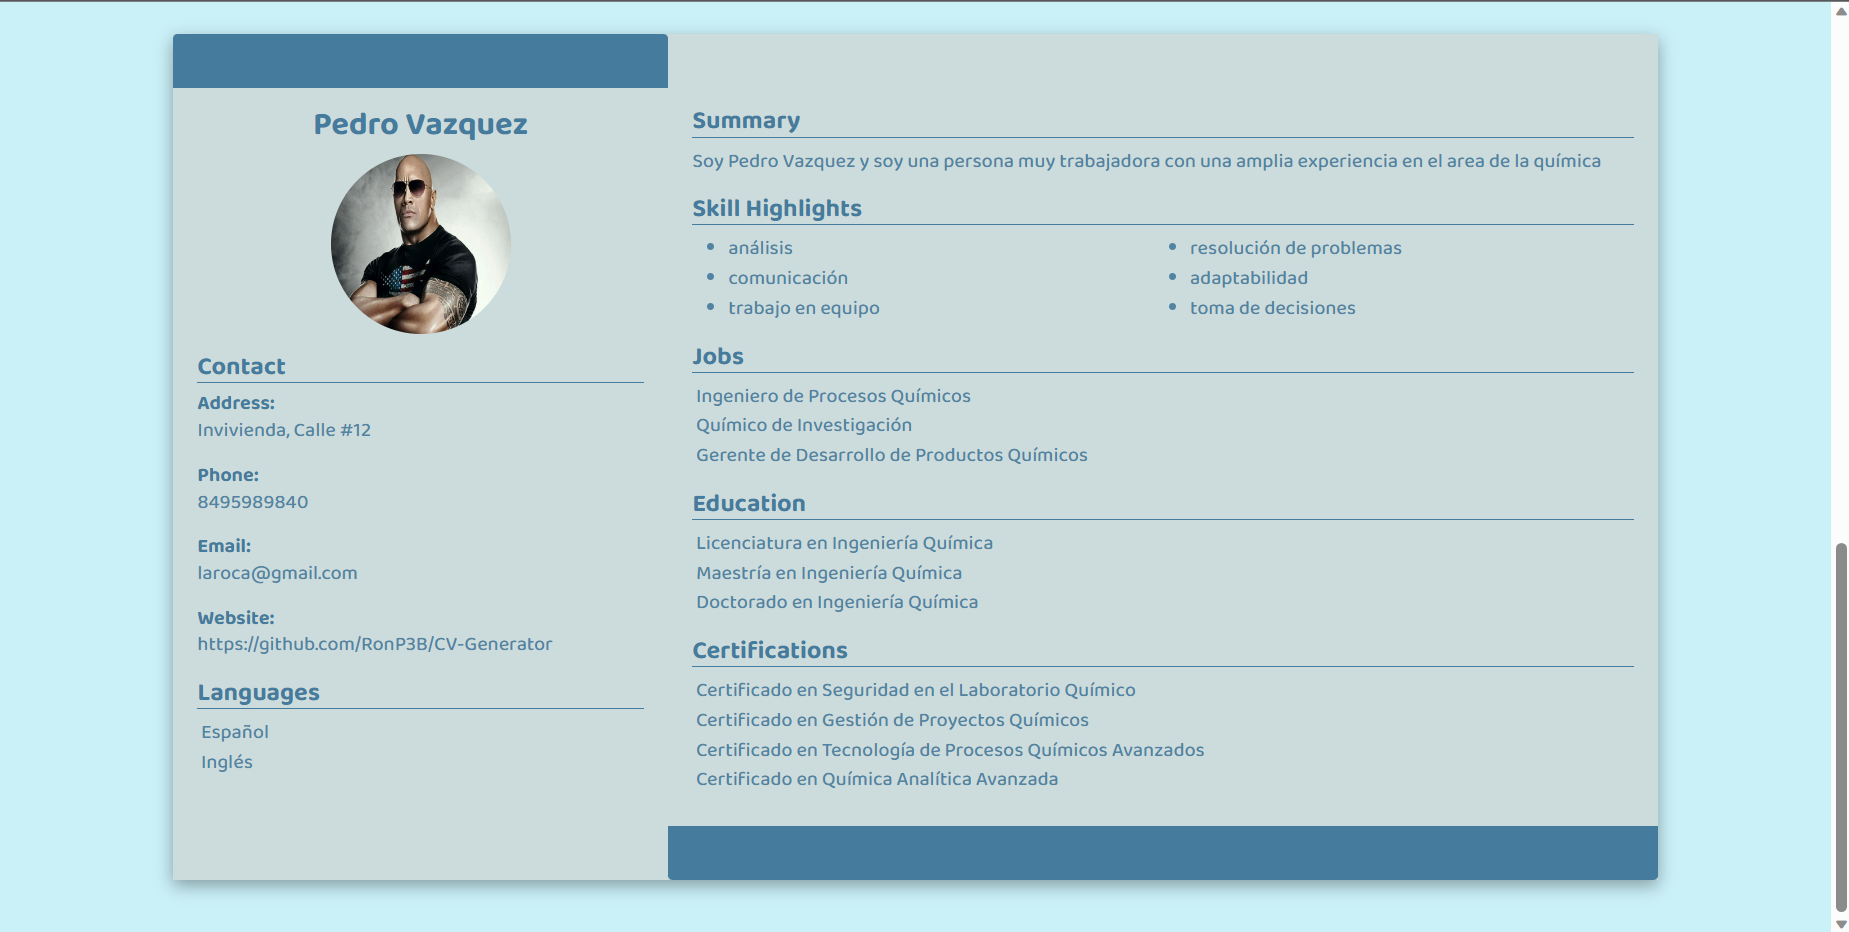 Pedro Vazquez
Contact
Address:
Invivienda, Calle #12
Phone:
8495989840
Email:
laroca@gmail.com
Website:
https://github.com/RonP3B/CV-Generator
Languages
Español
Inglés
Summary
Soy Pedro Vazquez y soy una persona muy trabajadora con una amplia experiencia en el area de la química
Skill Highlights
análisis
comunicación
trabajo en equipo
resolución de problemas
adaptabilidad
toma de decisiones
Jobs
Ingeniero de Procesos Químicos
Químico de Investigación
Gerente de Desarrollo de Productos Químicos
Education
Licenciatura en Ingeniería Química
Maestría en Ingeniería Química
Doctorado en Ingeniería Química
Certifications
Certificado en Seguridad en el Laboratorio Químico
Certificado en Gestión de Proyectos Químicos
Certificado en Tecnología de Procesos Químicos Avanzados
Certificado en Química Analítica Avanzada